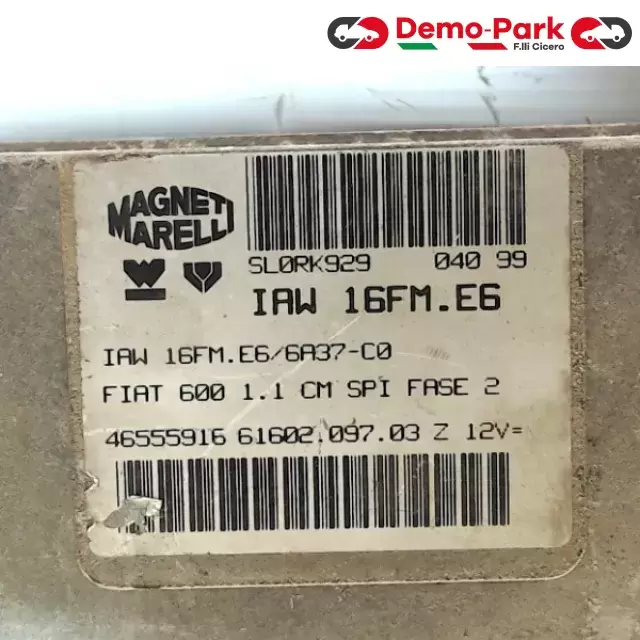 Demo-Park
F.lli Cicero
MAGNETI
MARELLI
SL0RK929 040 99
IAW 16FM.E6
IAW 16FM.E6/6A37-C0
FIAT 600 1.1 CM SPI FASE 2
46555916 61602.097.03 Z 12V=